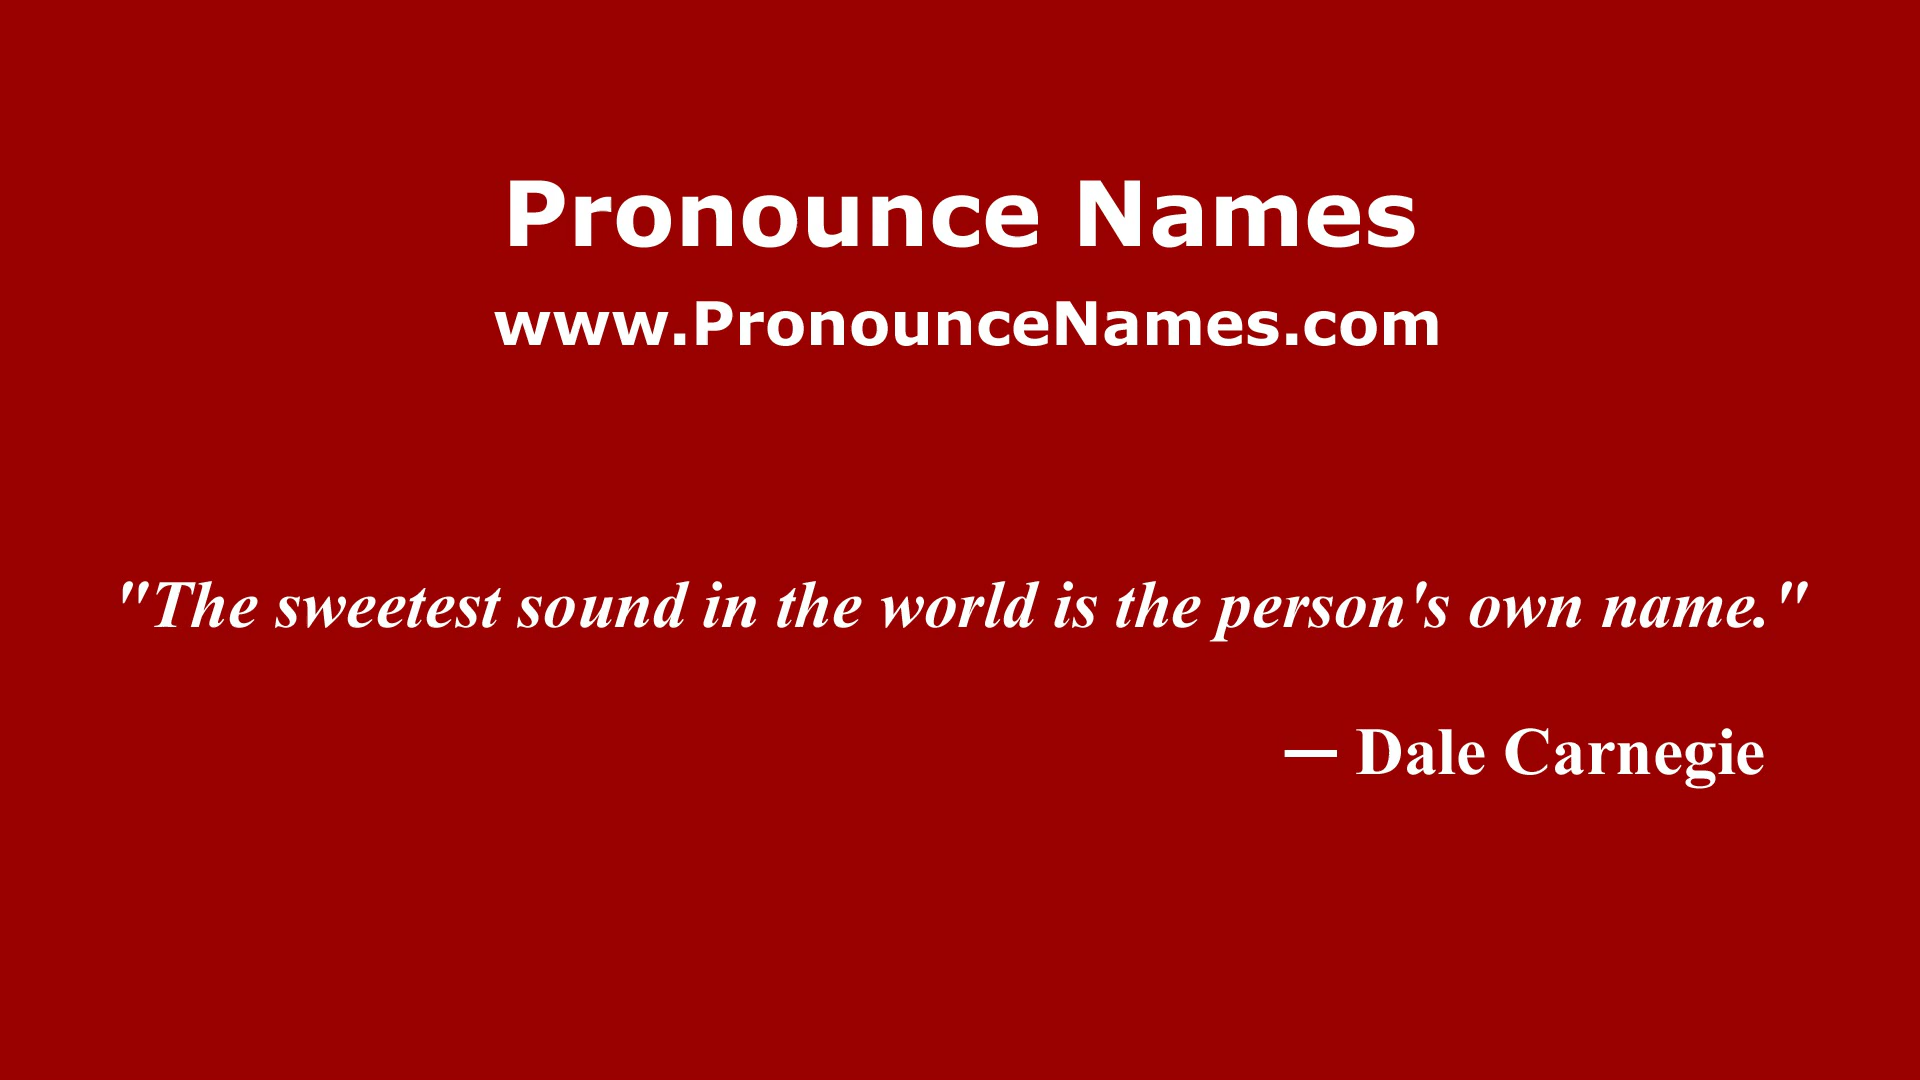 Pronounce Names
www.PronounceNames.com
"The sweetest sound in the world is the person's own name."
— Dale Carnegie